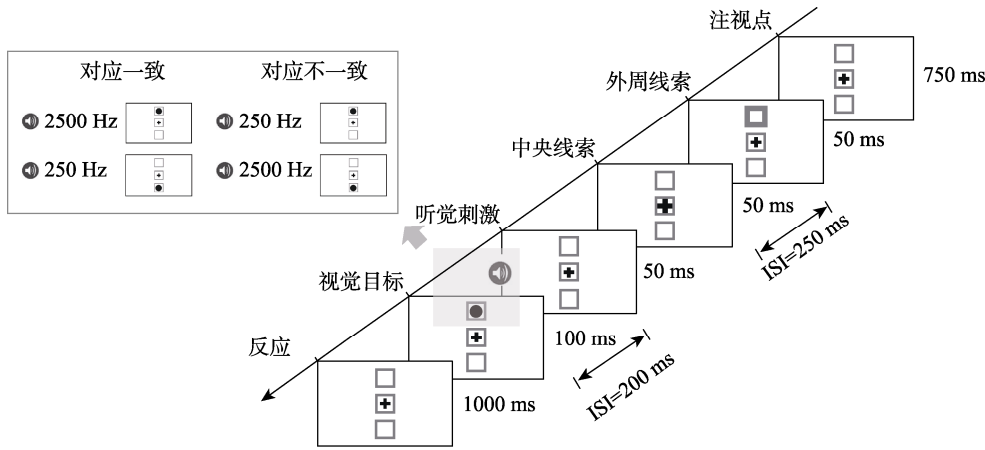 对应一致 对应不一致
2500 Hz 250 Hz
250 Hz 2500 Hz
注视点
750 ms
外周线索
50 ms
中央线索
50 ms
ISI=250 ms
听觉刺激
50 ms
视觉目标
100 ms
ISI=200 ms
反应
1000 ms